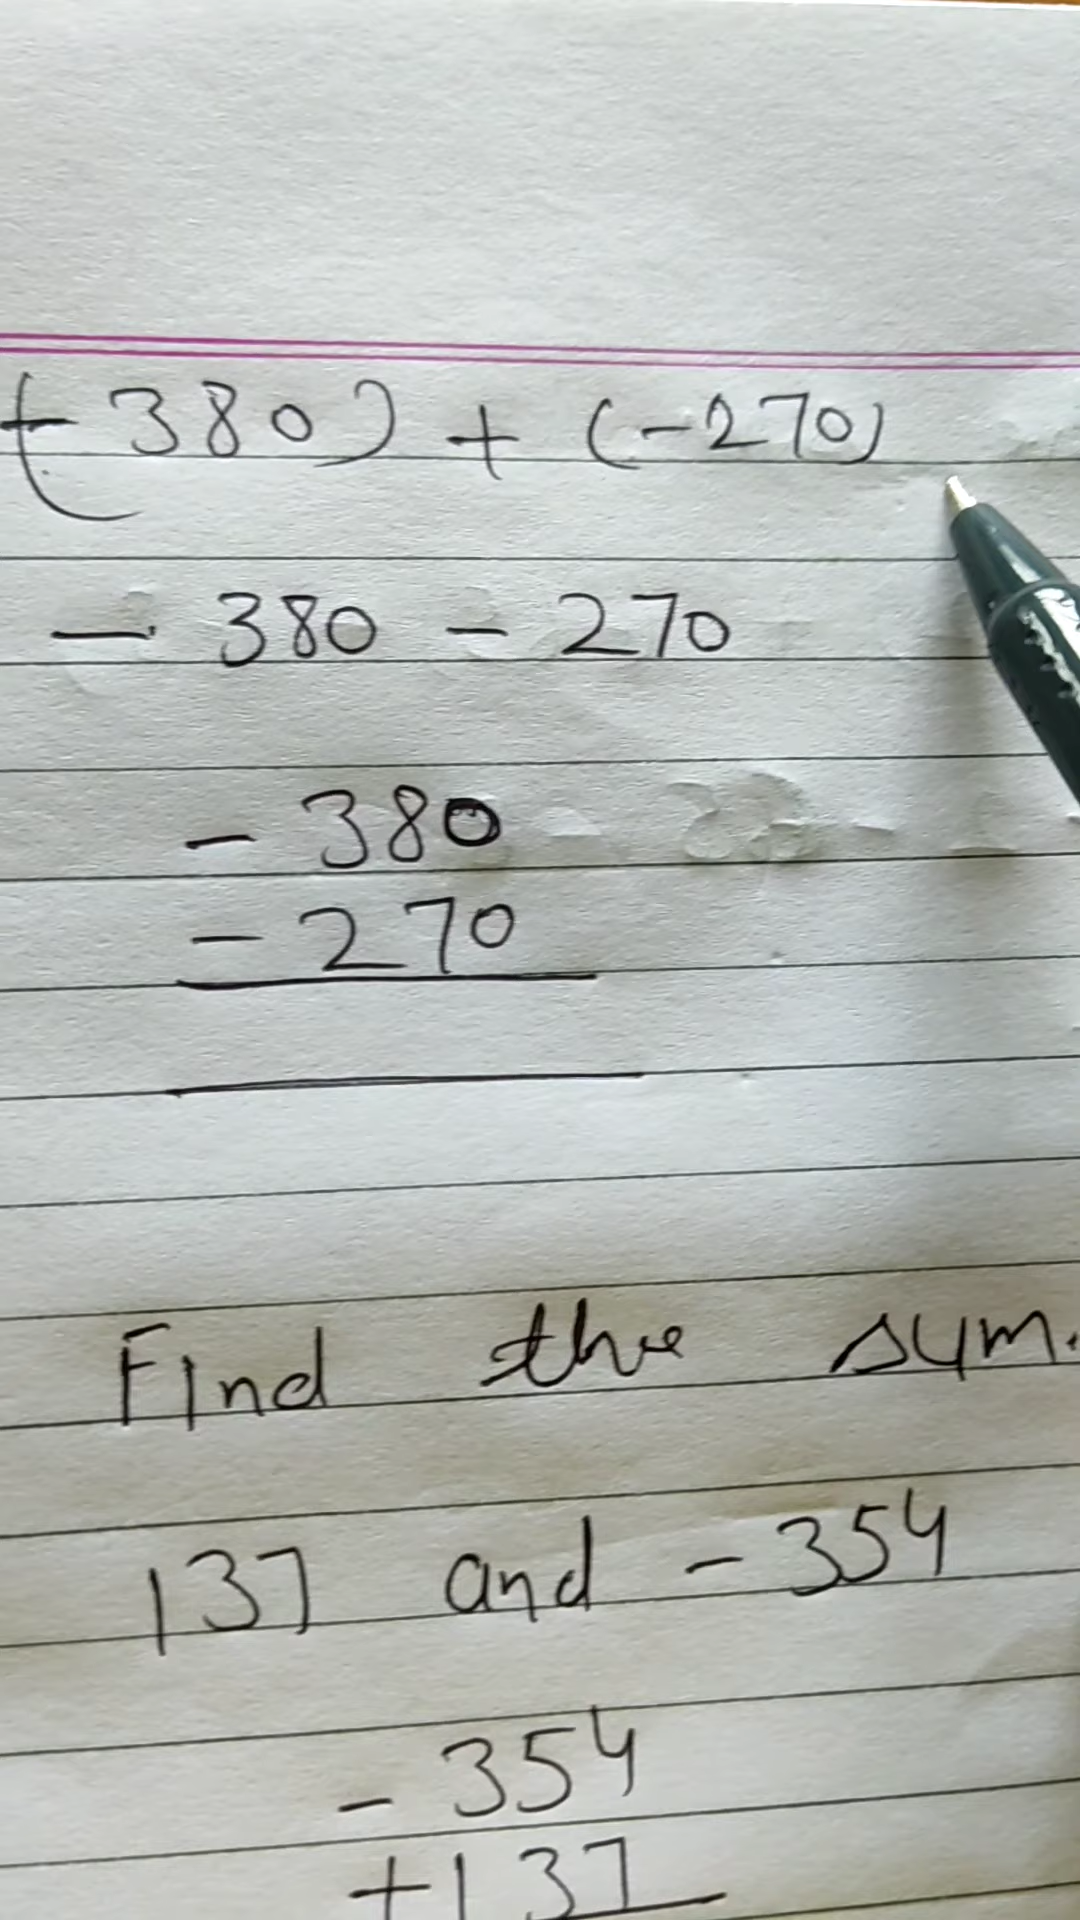 (-380) + (-270)
- 380 - 270
- 380
- 270
Find the sum.
137 and - 354
- 354
+137